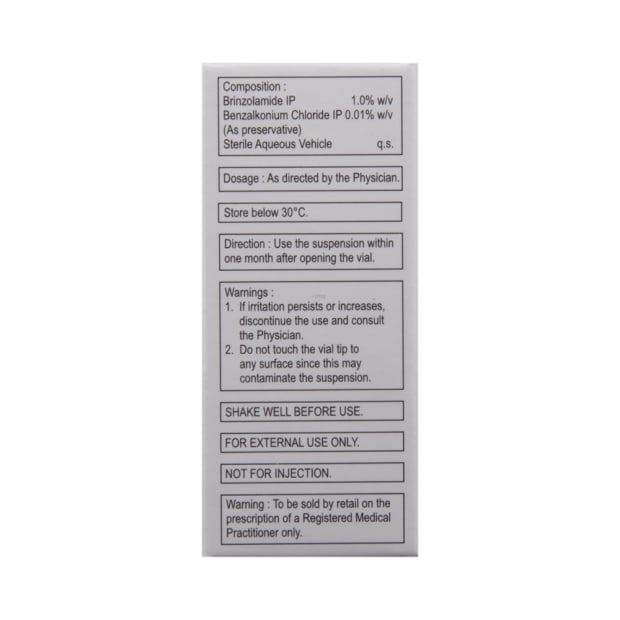 Composition :
Brinzolamide IP 1.0% w/v
Benzalkonium Chloride IP 0.01% w/v
(As preservative)
Sterile Aqueous Vehicle q.s.
Dosage : As directed by the Physician.
Store below 30°C.
Direction : Use the suspension within
one month after opening the vial.
Warnings :
1. If irritation persists or increases,
discontinue the use and consult
the Physician.
2. Do not touch the vial tip to
any surface since this may
contaminate the suspension.
SHAKE WELL BEFORE USE.
FOR EXTERNAL USE ONLY.
NOT FOR INJECTION.
Warning : To be sold by retail on the
prescription of a Registered Medical
Practitioner only.